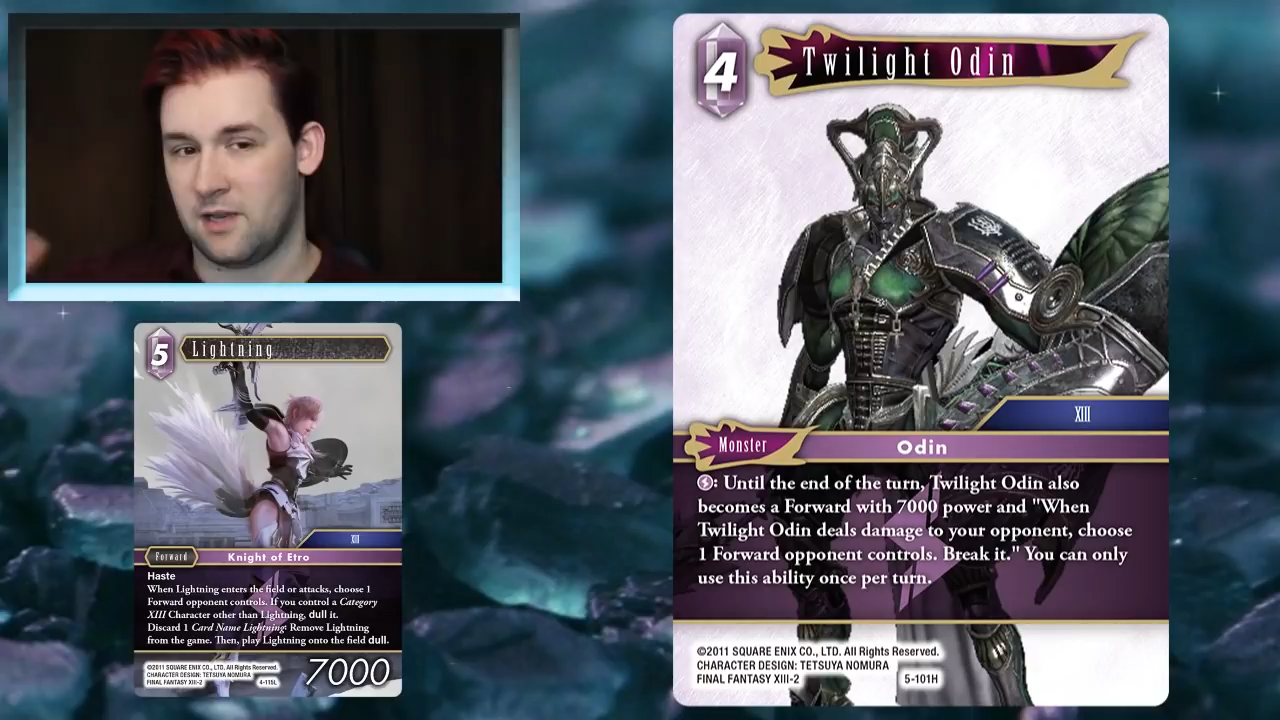 5
Lightning
XIII
Forward
Knight of Etro
Haste
When Lightning enters the field or attacks, choose 1
Forward opponent controls. If you control a Category
XIII Character other than Lightning, dull it.
Discard 1 Card Name Lightning: Remove Lightning
from the game. Then, play Lightning onto the field dull.
©2011 SQUARE ENIX CO., LTD. All Rights Reserved.
CHARACTER DESIGN: TETSUYA NOMURA
FINAL FANTASY XIII-2
4-115L
7000
4
Twilight Odin
XIII
Monster
Odin
: Until the end of the turn, Twilight Odin also
becomes a Forward with 7000 power and "When
Twilight Odin deals damage to your opponent, choose
1 Forward opponent controls. Break it." You can only
use this ability once per turn.
©2011 SQUARE ENIX CO., LTD. All Rights Reserved.
CHARACTER DESIGN: TETSUYA NOMURA
FINAL FANTASY XIII-2
5-101H